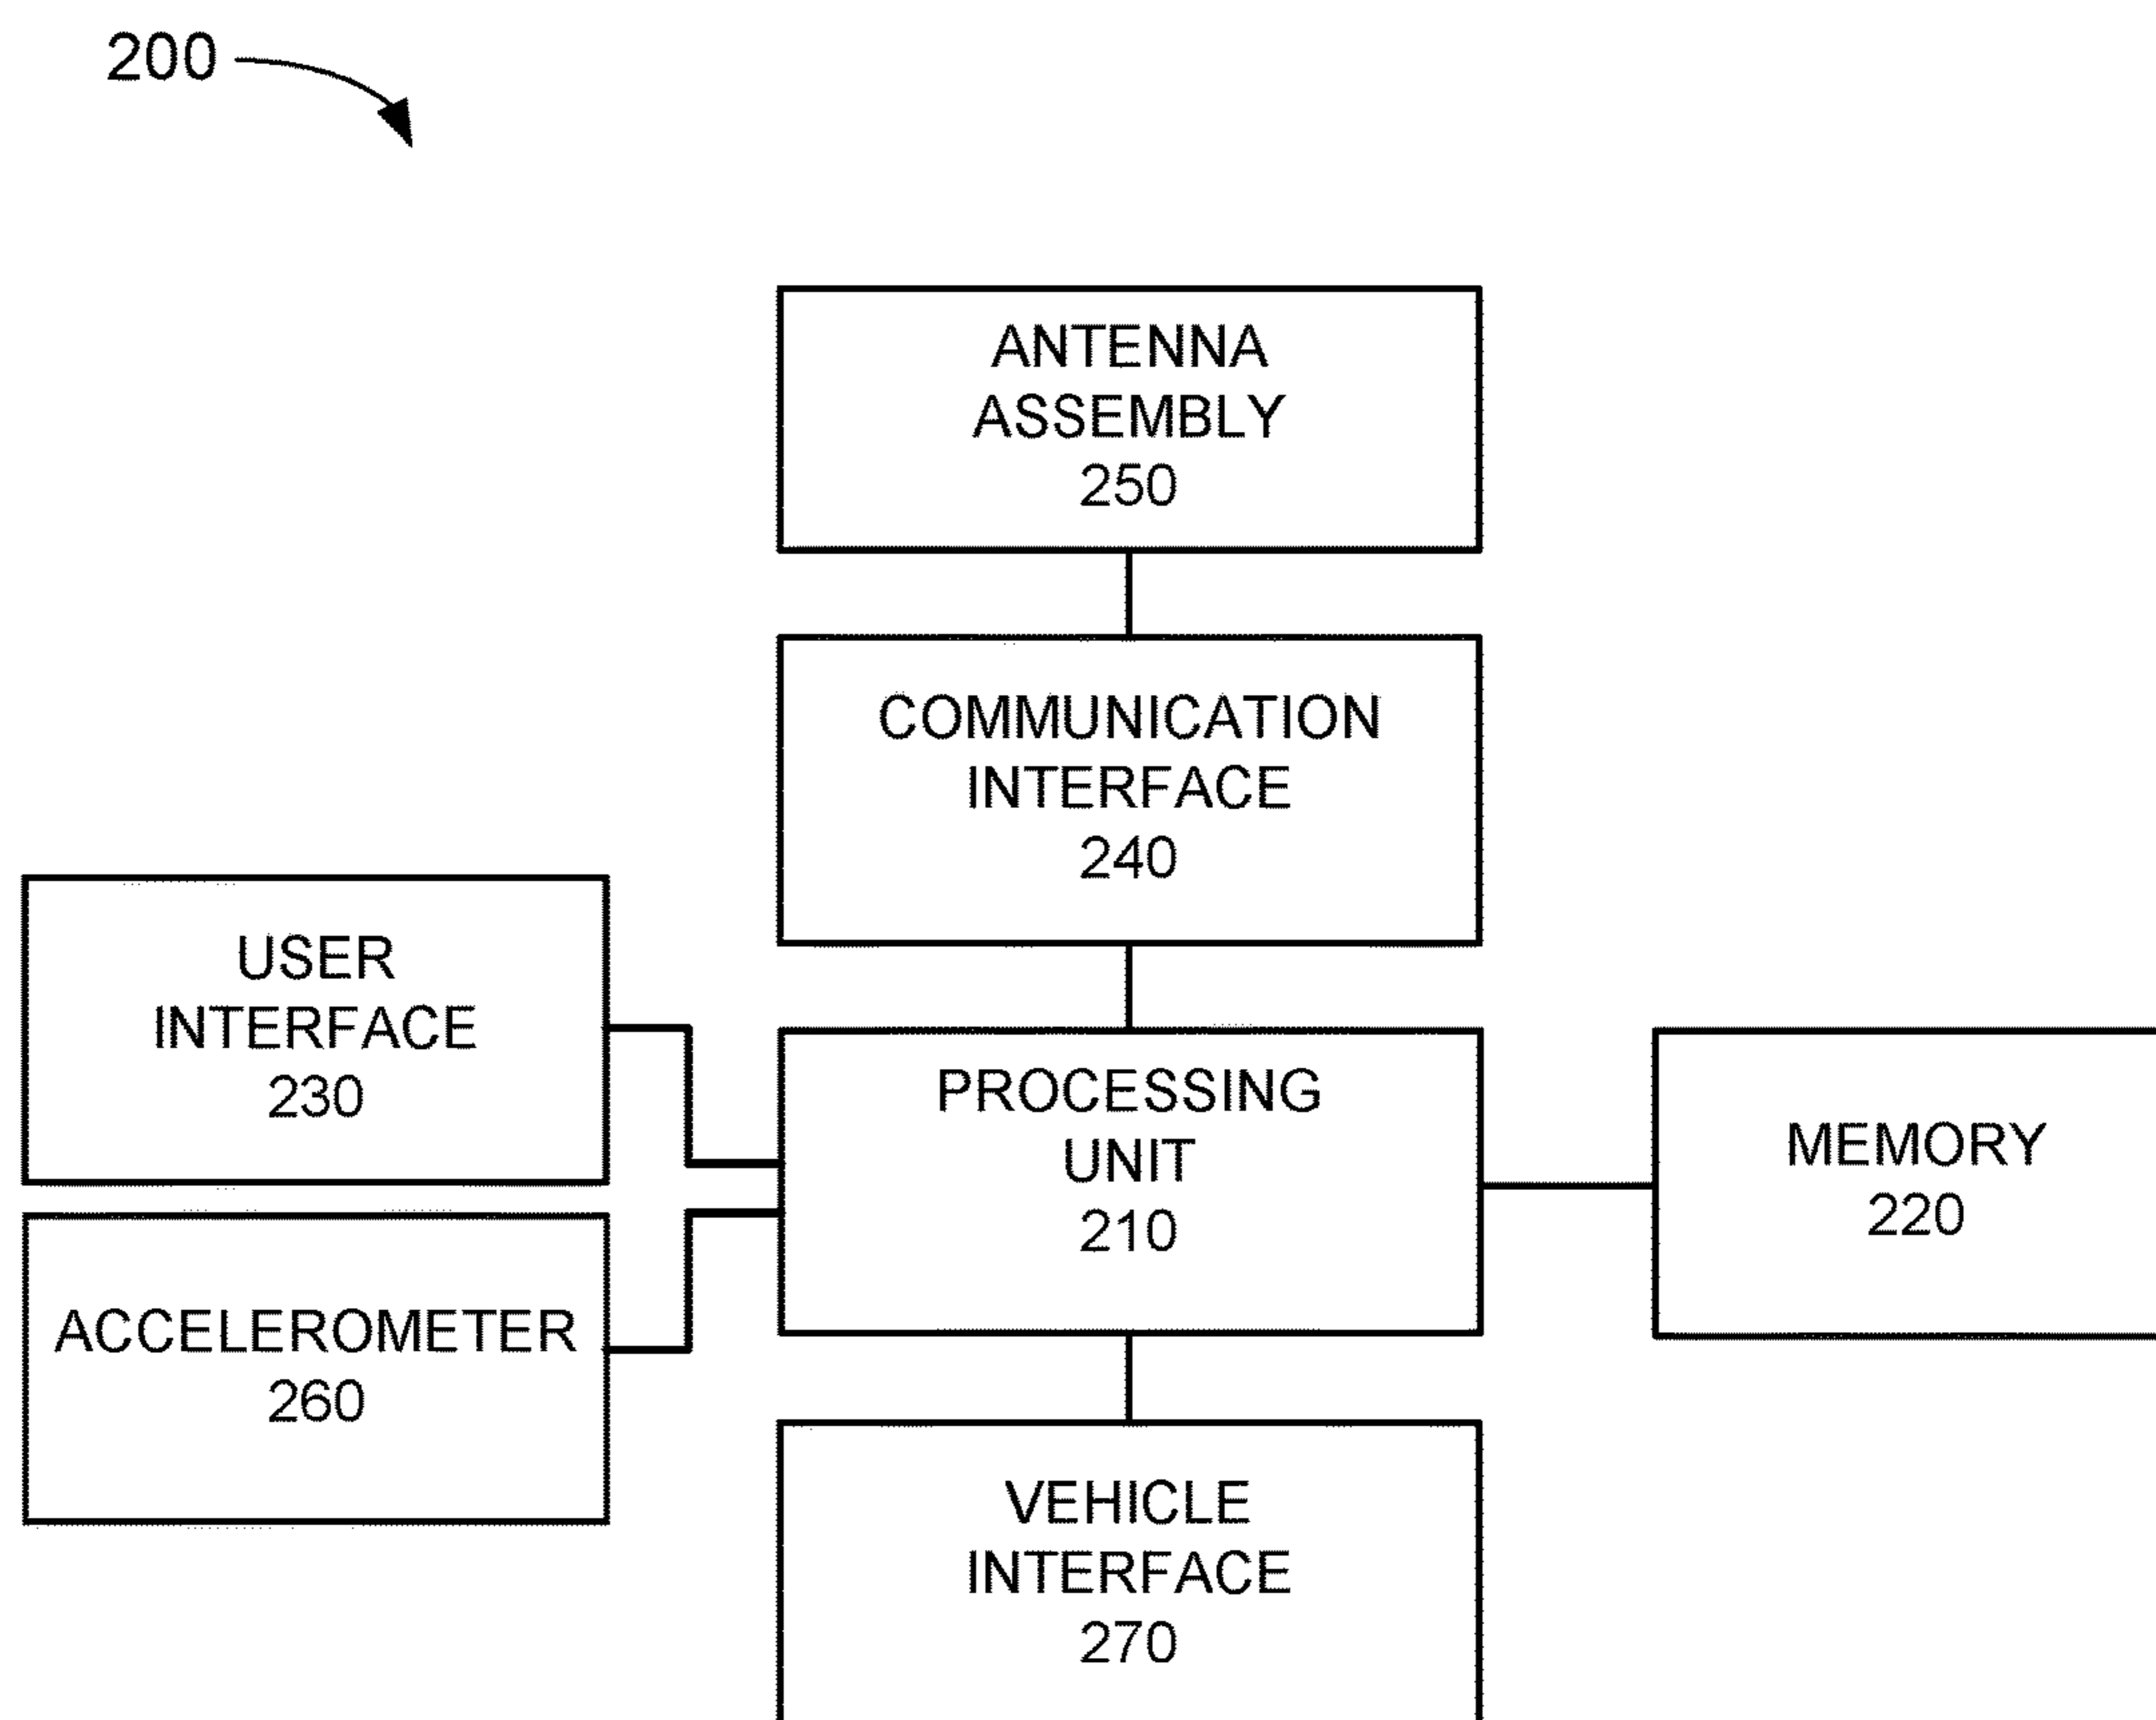 200
ANTENNA
ASSEMBLY
250
COMMUNICATION
INTERFACE
240
USER
INTERFACE
230
PROCESSING
UNIT
210
MEMORY
220
ACCELEROMETER
260
VEHICLE
INTERFACE
270